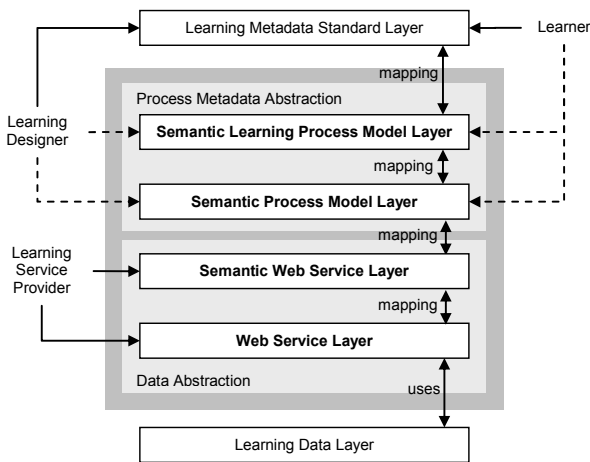 Learning Metadata Standard Layer
Learner
mapping
Process Metadata Abstraction
Learning
Designer
Semantic Learning Process Model Layer
mapping
Semantic Process Model Layer
mapping
Learning
Service
Provider
Semantic Web Service Layer
mapping
Web Service Layer
Data Abstraction
uses
Learning Data Layer